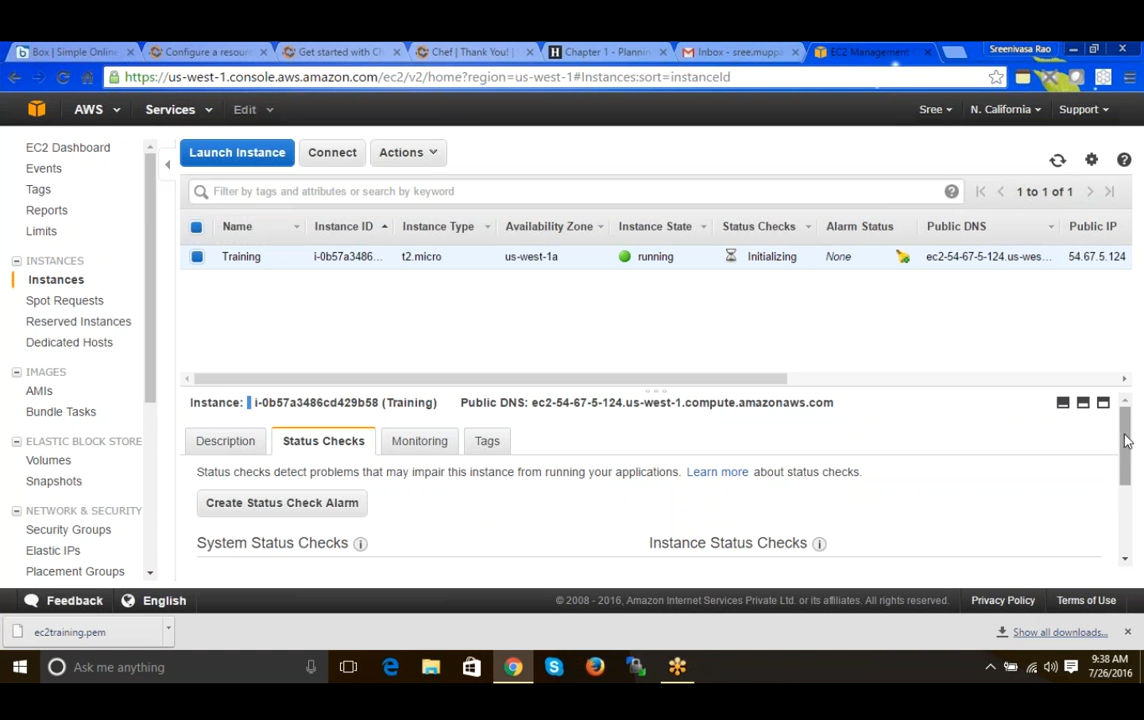 Box | Simple Online
Configure a resour
Get started with Ch
Chef | Thank You! |
Chapter 1 - Plannin
Inbox - sree.muppa
EC2 Management
Sreenivasa Rao
https://us-west-1.console.aws.amazon.com/ec2/v2/home?region=us-west-1#Instances:sort=instanceId
AWS Services Edit Sree N. California Support
EC2 Dashboard
Events
Tags
Reports
Limits
INSTANCES
Instances
Spot Requests
Reserved Instances
Dedicated Hosts
IMAGES
AMIs
Bundle Tasks
ELASTIC BLOCK STORE
Volumes
Snapshots
NETWORK & SECURITY
Security Groups
Elastic IPs
Placement Groups
Launch Instance Connect Actions
Filter by tags and attributes or search by keyword
1 to 1 of 1
Name Instance ID Instance Type Availability Zone Instance State Status Checks Alarm Status Public DNS Public IP
Training i-0b57a3486... t2.micro us-west-1a running Initializing None ec2-54-67-5-124.us-wes... 54.67.5.124
Instance: i-0b57a3486cd429b58 (Training) Public DNS: ec2-54-67-5-124.us-west-1.compute.amazonaws.com
Description Status Checks Monitoring Tags
Status checks detect problems that may impair this instance from running your applications. Learn more about status checks.
Create Status Check Alarm
System Status Checks Instance Status Checks
Feedback English © 2008 - 2016, Amazon Internet Services Private Ltd. or its affiliates. All rights reserved. Privacy Policy Terms of Use
ec2training.pem Show all downloads...
Ask me anything
9:38 AM
7/26/2016